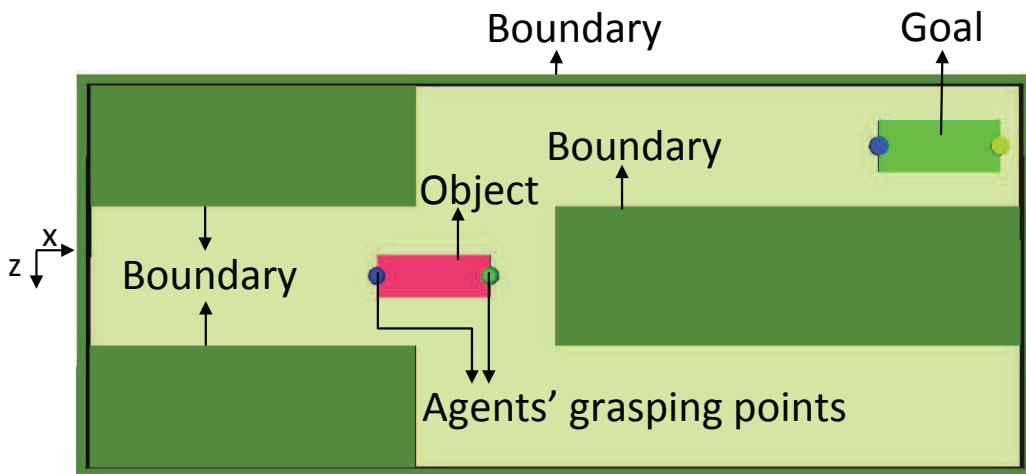 Boundary
Goal
Boundary
Object
x
z
Boundary
Agents’ grasping points